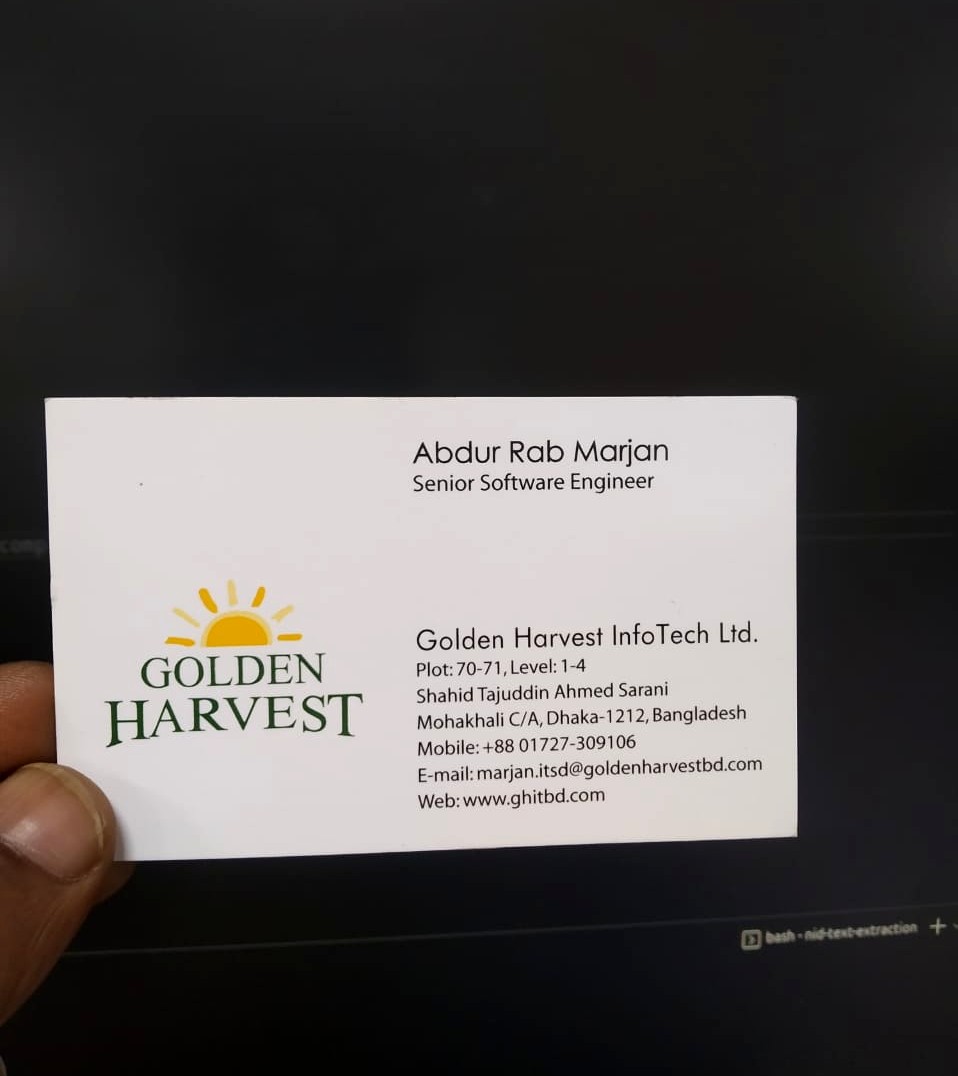 Abdur Rab Marjan
Senior Software Engineer
GOLDEN
HARVEST
Golden Harvest InfoTech Ltd.
Plot: 70-71, Level: 1-4
Shahid Tajuddin Ahmed Sarani
Mohakhali C/A, Dhaka-1212, Bangladesh
Mobile: +88 01727-309106
E-mail: marjan.itsd@goldenharvestbd.com
Web: www.ghitbd.com
bash - nid-text-extraction +